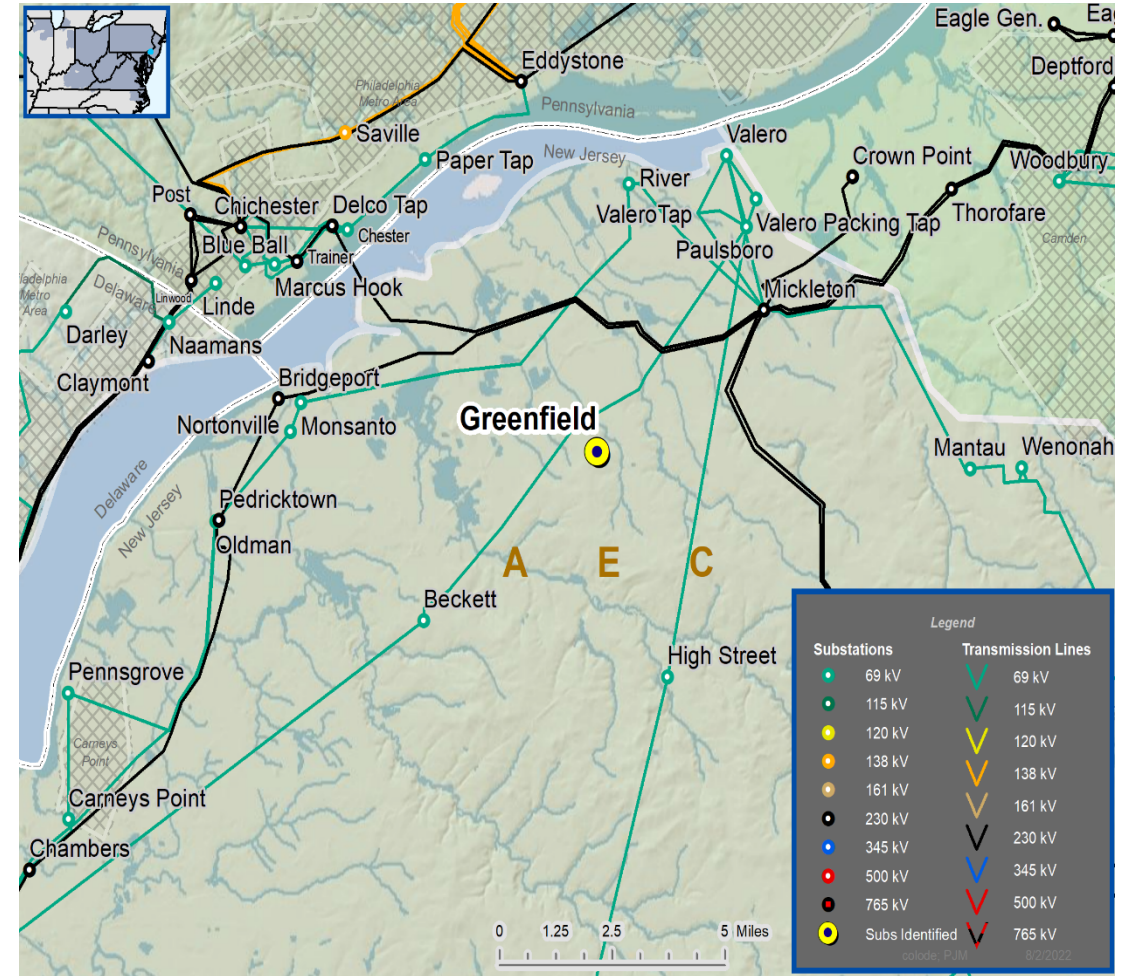 Eagle Gen.
Ea
Deptford
Eddystone
Philadelphia
Metro Area
Pennsylvania
Saville
New Jersey
Valero
Paper Tap
Crown Point
Woodbury
River
Post
Chichester
Delco Tap
ValeroTap
Valero Packing Tap
Thorofare
Chester
Blue Ball
Paulsboro
Camden
Pennsylvania
Delaware
Trainer
Marcus Hook
Mickleton
Linwood
Linde
iladelphia
Metro
Area
Darley
Naamans
Claymont
Bridgeport
Greenfield
Nortonville
Monsanto
Mantau
Wenonah
Delaware
New Jersey
Pedricktown
Oldman
A E C
Beckett
High Street
Pennsgrove
Carneys
Point
Carneys Point
Chambers
Legend
Substations Transmission Lines
69 kV 69 kV
115 kV 115 kV
120 kV 120 kV
138 kV 138 kV
161 kV 161 kV
230 kV 230 kV
345 kV 345 kV
500 kV 500 kV
765 kV 765 kV
Subs Identified
colode: PJM 8/2/2022
0 1.25 2.5 5 Miles